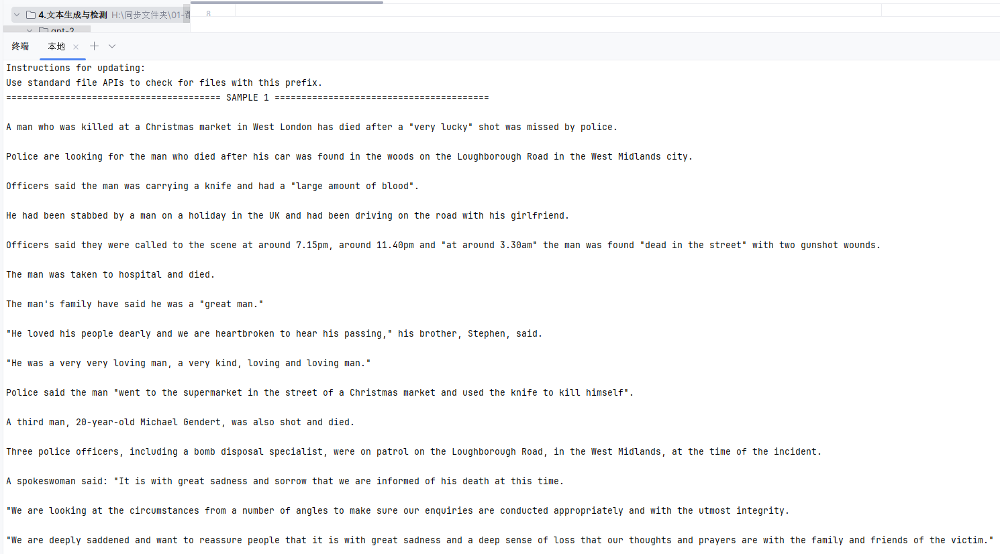 4.文本生成与检测 H:\同步文件夹\01-课
8
gpt-2
终端 本地
Instructions for updating:
Use standard file APIs to check for files with this prefix.
======================================== SAMPLE 1 ========================================
A man who was killed at a Christmas market in West London has died after a "very lucky" shot was missed by police.
Police are looking for the man who died after his car was found in the woods on the Loughborough Road in the West Midlands city.
Officers said the man was carrying a knife and had a "large amount of blood".
He had been stabbed by a man on a holiday in the UK and had been driving on the road with his girlfriend.
Officers said they were called to the scene at around 7.15pm, around 11.40pm and "at around 3.30am" the man was found "dead in the street" with two gunshot wounds.
The man was taken to hospital and died.
The man's family have said he was a "great man."
"He loved his people dearly and we are heartbroken to hear his passing," his brother, Stephen, said.
"He was a very very loving man, a very kind, loving and loving man."
Police said the man "went to the supermarket in the street of a Christmas market and used the knife to kill himself".
A third man, 20-year-old Michael Gendert, was also shot and died.
Three police officers, including a bomb disposal specialist, were on patrol on the Loughborough Road, in the West Midlands, at the time of the incident.
A spokeswoman said: "It is with great sadness and sorrow that we are informed of his death at this time.
"We are looking at the circumstances from a number of angles to make sure our enquiries are conducted appropriately and with the utmost integrity.
"We are deeply saddened and want to reassure people that it is with great sadness and a deep sense of loss that our thoughts and prayers are with the family and friends of the victim."